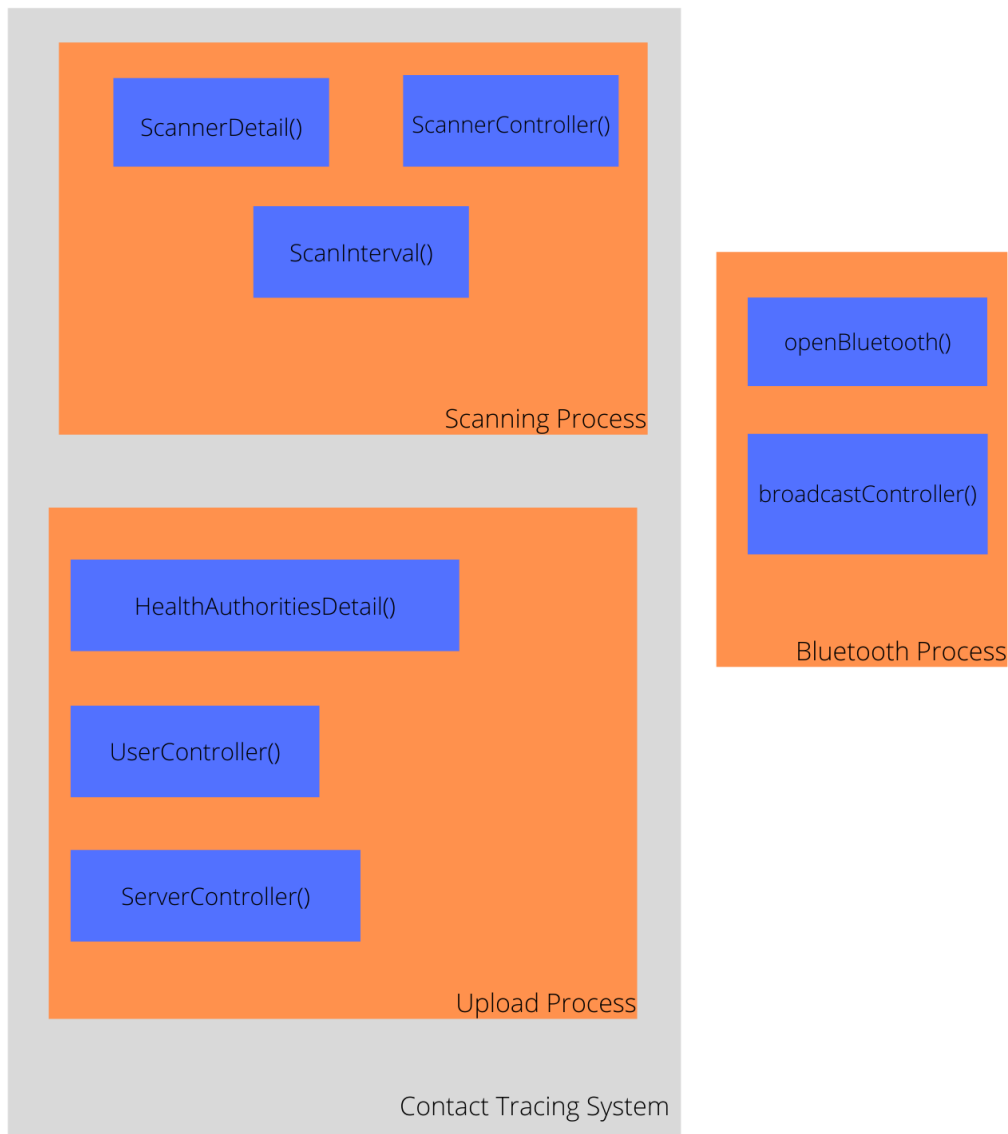 ScannerDetail()
ScannerController()
ScanInterval()
Scanning Process
openBluetooth()
broadcastController()
Bluetooth Process
HealthAuthoritiesDetail()
UserController()
ServerController()
Upload Process
Contact Tracing System